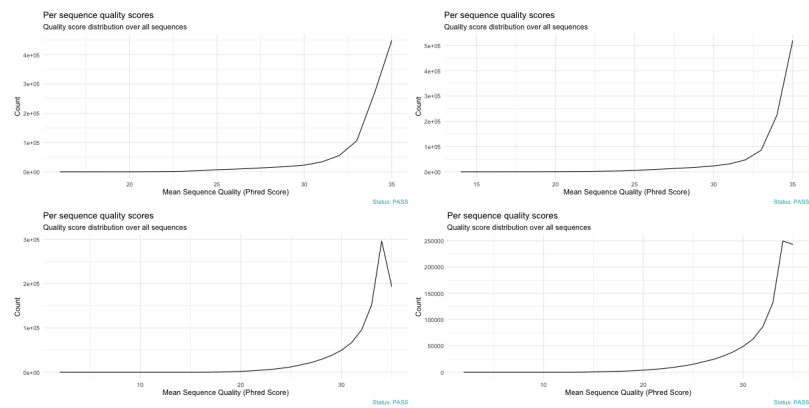 Per sequence quality scores
Quality score distribution over all sequences
Count
4e+05
3e+05
2e+05
1e+05
0e+00
20
25
30
35
Mean Sequence Quality (Phred Score)
Status: PASS
Per sequence quality scores
Quality score distribution over all sequences
Count
5e+05
4e+05
3e+05
2e+05
1e+05
0e+00
15
20
25
30
35
Mean Sequence Quality (Phred Score)
Status: PASS
Per sequence quality scores
Quality score distribution over all sequences
Count
3e+05
2e+05
1e+05
0e+00
10
20
30
Mean Sequence Quality (Phred Score)
Status: PASS
Per sequence quality scores
Quality score distribution over all sequences
Count
250000
200000
150000
100000
50000
0
10
20
30
Mean Sequence Quality (Phred Score)
Status: PASS